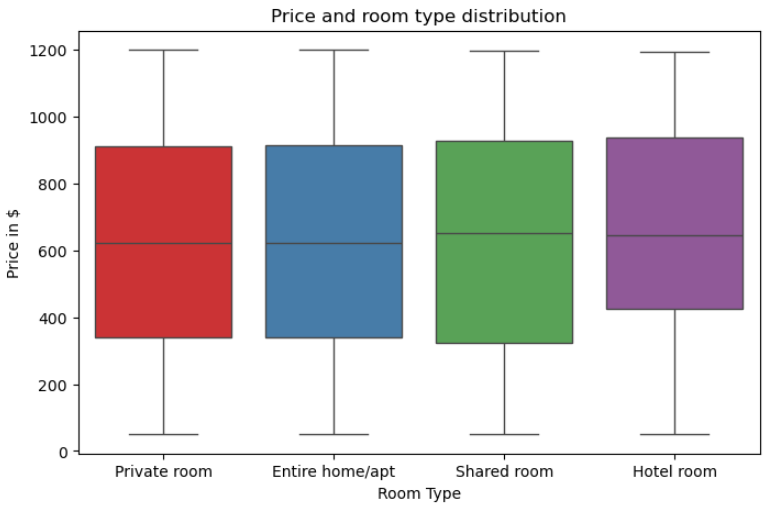 Price and room type distribution
1200
1000
800
600
400
200
0
Price in $
Private room
Entire home/apt
Shared room
Hotel room
Room Type